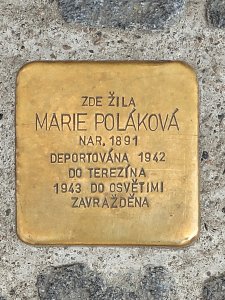 ZDE ŽILA
MARIE POLÁKOVÁ
NAR. 1891
DEPORTOVÁNA 1942
DO TEREZÍNA
1943 DO OSVĚTIMI
ZAVRAŽDĚNA